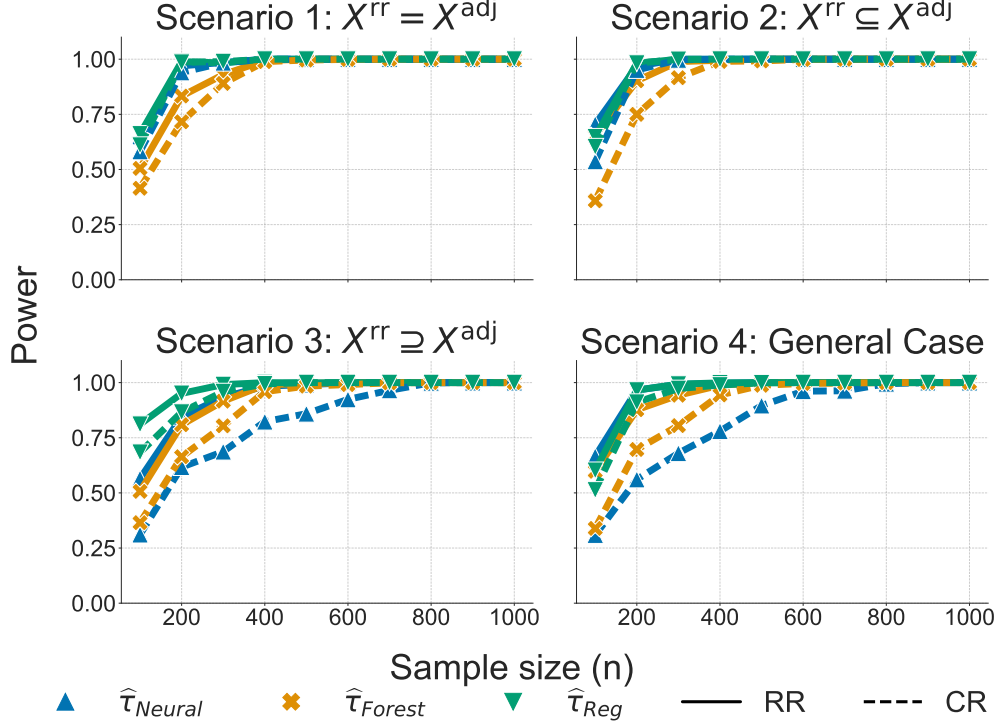 Scenario 1: X^rr = X^adj
Scenario 2: X^rr ⊆ X^adj
1.00
0.75
0.50
0.25
0.00
Power
Scenario 3: X^rr ⊇ X^adj
Scenario 4: General Case
1.00
0.75
0.50
0.25
0.00
200 400 600 800 1000
200 400 600 800 1000
Sample size (n)
τ̂_Neural τ̂_Forest τ̂_Reg RR CR